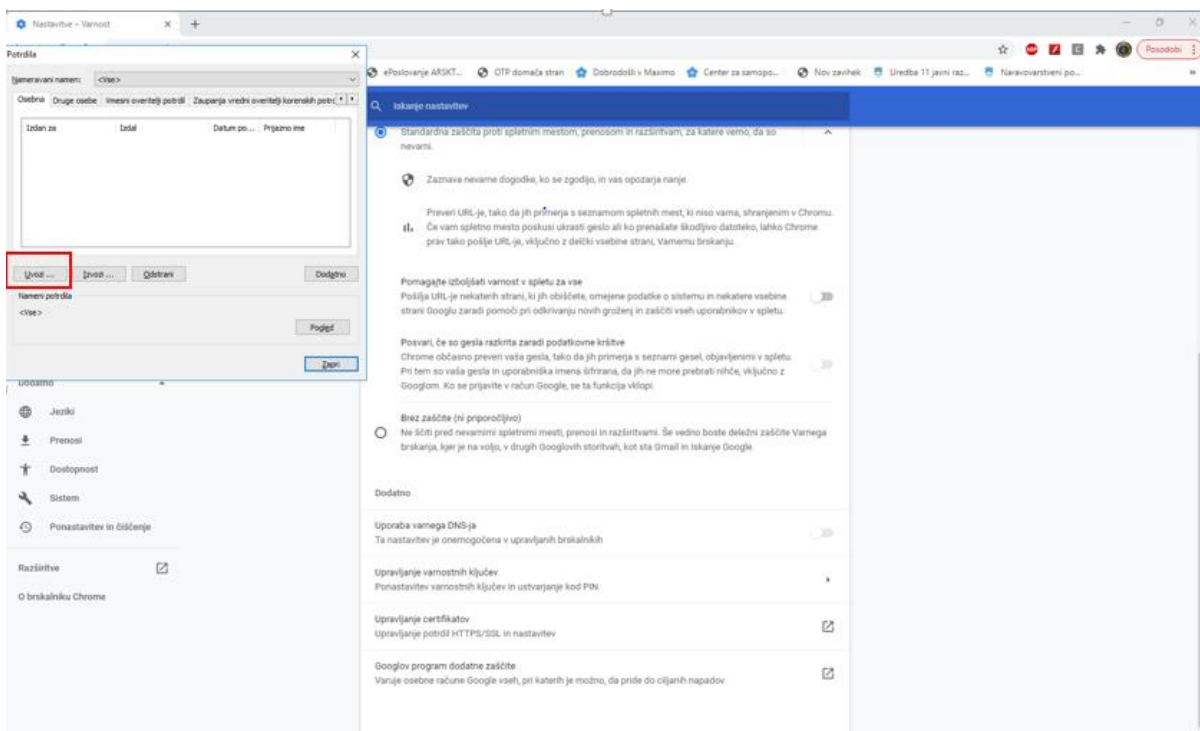 Nastavitve – Varnost
Posodobi
Potrdila
Nameravani namen:
<Vse>
Osebna
Druge osebe
Vmesni overitelji potrdil
Zaupanja vredni overitelji korenskih potrd
Izdan za
Izdal
Datum po...
Prijazno ime
Uvozi ...
Izvozi ...
Odstrani
Dodatno
Nameni potrdila
<Vse>
Pogled
Zapri
ePoslovanje ARSKT...
OTP domača stran
Dobrodošli v Maximo
Center za samopo...
Nov zavihek
Uredba 11 javni raz...
Naravovarstveni po...
Iskanje nastavitev
Standardna zaščita proti spletnim mestom, prenosom in razširitvam, za katere vemo, da so
nevarni.
Zaznava nevarne dogodke, ko se zgodijo, in vas opozarja nanje.
Preveri URL-je, tako da jih primerja s seznamom spletnih mest, ki niso varna, shranjenim v Chromu.
Če vam spletno mesto poskusi ukrasti geslo ali ko prenašate škodljivo datoteko, lahko Chrome
prav tako pošlje URL-je, vključno z delčki vsebine strani, Varnemu brskanju.
Pomagajte izboljšati varnost v spletu za vse
Pošilja URL-je nekaterih strani, ki jih obiščete, omejene podatke o sistemu in nekatere vsebine
strani Googlu zaradi pomoči pri odkrivanju novih groženj in zaščiti vseh uporabnikov v spletu.
Posvari, če so gesla razkrita zaradi podatkovne kršitve
Chrome občasno preveri vaša gesla, tako da jih primerja s seznami gesel, objavljenimi v spletu.
Pri tem so vaša gesla in uporabniška imena šifrirana, da jih ne more prebrati nihče, vključno z
Googlom. Ko se prijavite v račun Google, se ta funkcija vklopi.
Brez zaščite (ni priporočljivo)
Ne ščiti pred nevarnimi spletnimi mesti, prenosi in razširitvami. Še vedno boste deležni zaščite Varnega
brskanja, kjer je na voljo, v drugih Googlovih storitvah, kot sta Gmail in Iskanje Google.
Dodatno
Uporaba varnega DNS-ja
Ta nastavitev je onemogočena v upravljanih brskalnikih
Upravljanje varnostnih ključev
Ponastavitev varnostnih ključev in ustvarjanje kod PIN
Upravljanje certifikatov
Upravljanje potrdil HTTPS/SSL in nastavitev
Googlov program dodatne zaščite
Varuje osebne račune Google vseh, pri katerih je možno, da pride do ciljanih napadov
Dodatno
Jeziki
Prenosi
Dostopnost
Sistem
Ponastavitev in čiščenje
Razširitve
O brskalniku Chrome